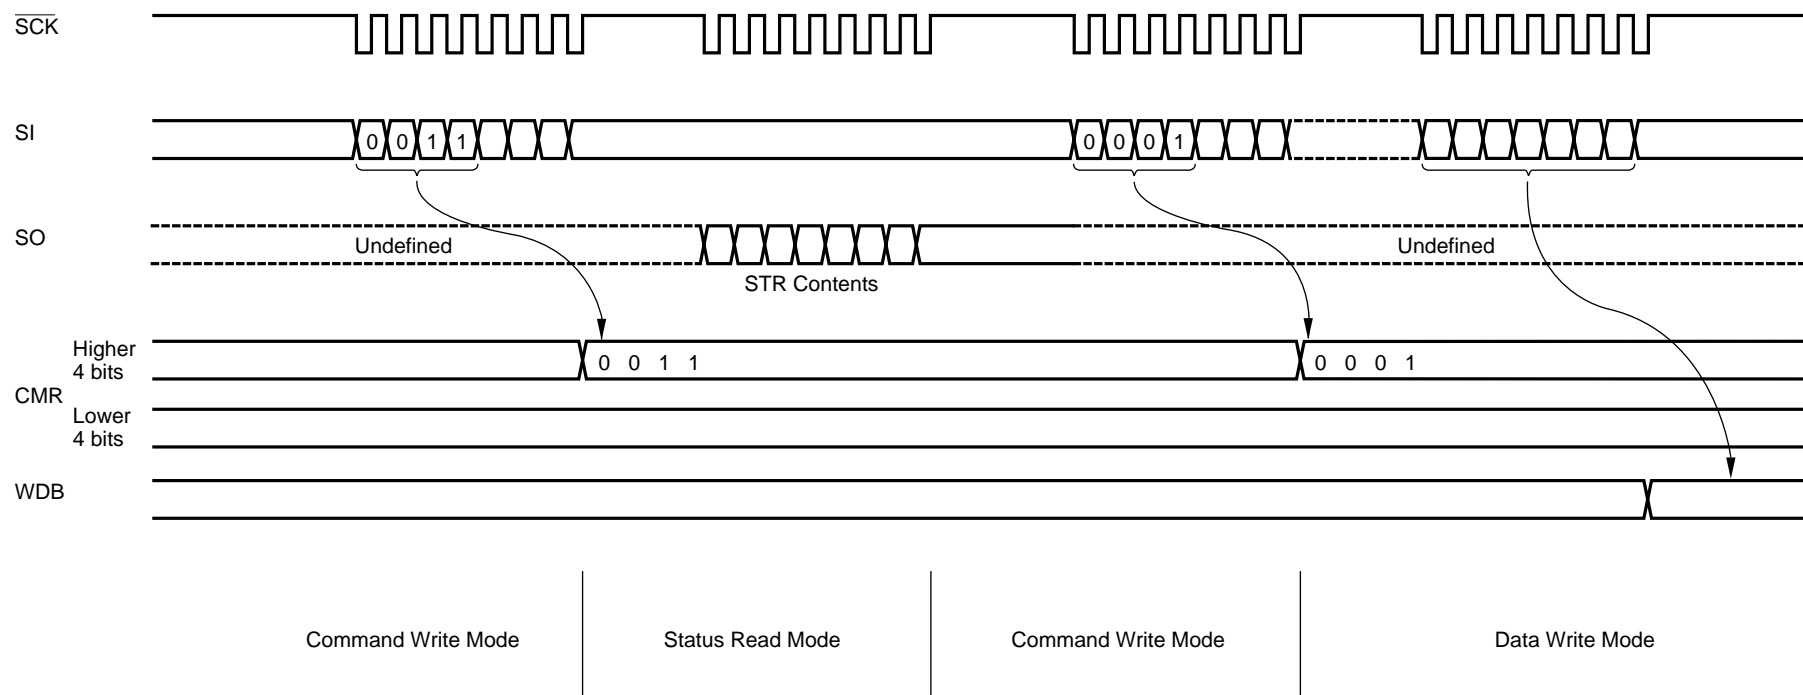 SCK
SI
0 0 1 1
0 0 0 1
SO
Undefined
Undefined
STR Contents
Higher
4 bits
0 0 1 1
0 0 0 1
CMR
Lower
4 bits
WDB
Command Write Mode
Status Read Mode
Command Write Mode
Data Write Mode